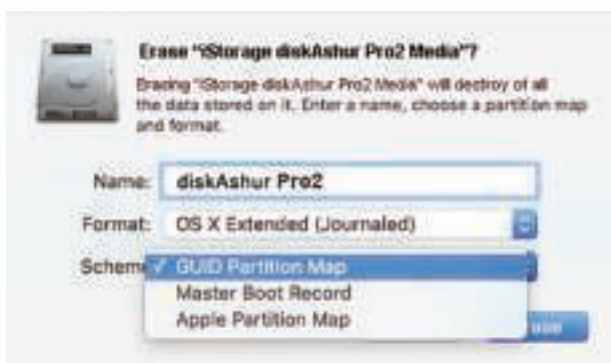 Erase "iStorage diskAshur Pro2 Media"?
Erasing "iStorage diskAshur Pro2 Media" will destroy of all
the data stored on it. Enter a name, choose a partition map
and format.
Name: diskAshur Pro2
Format: OS X Extended (Journaled)
Scheme ✓ GUID Partition Map
Master Boot Record
Apple Partition Map